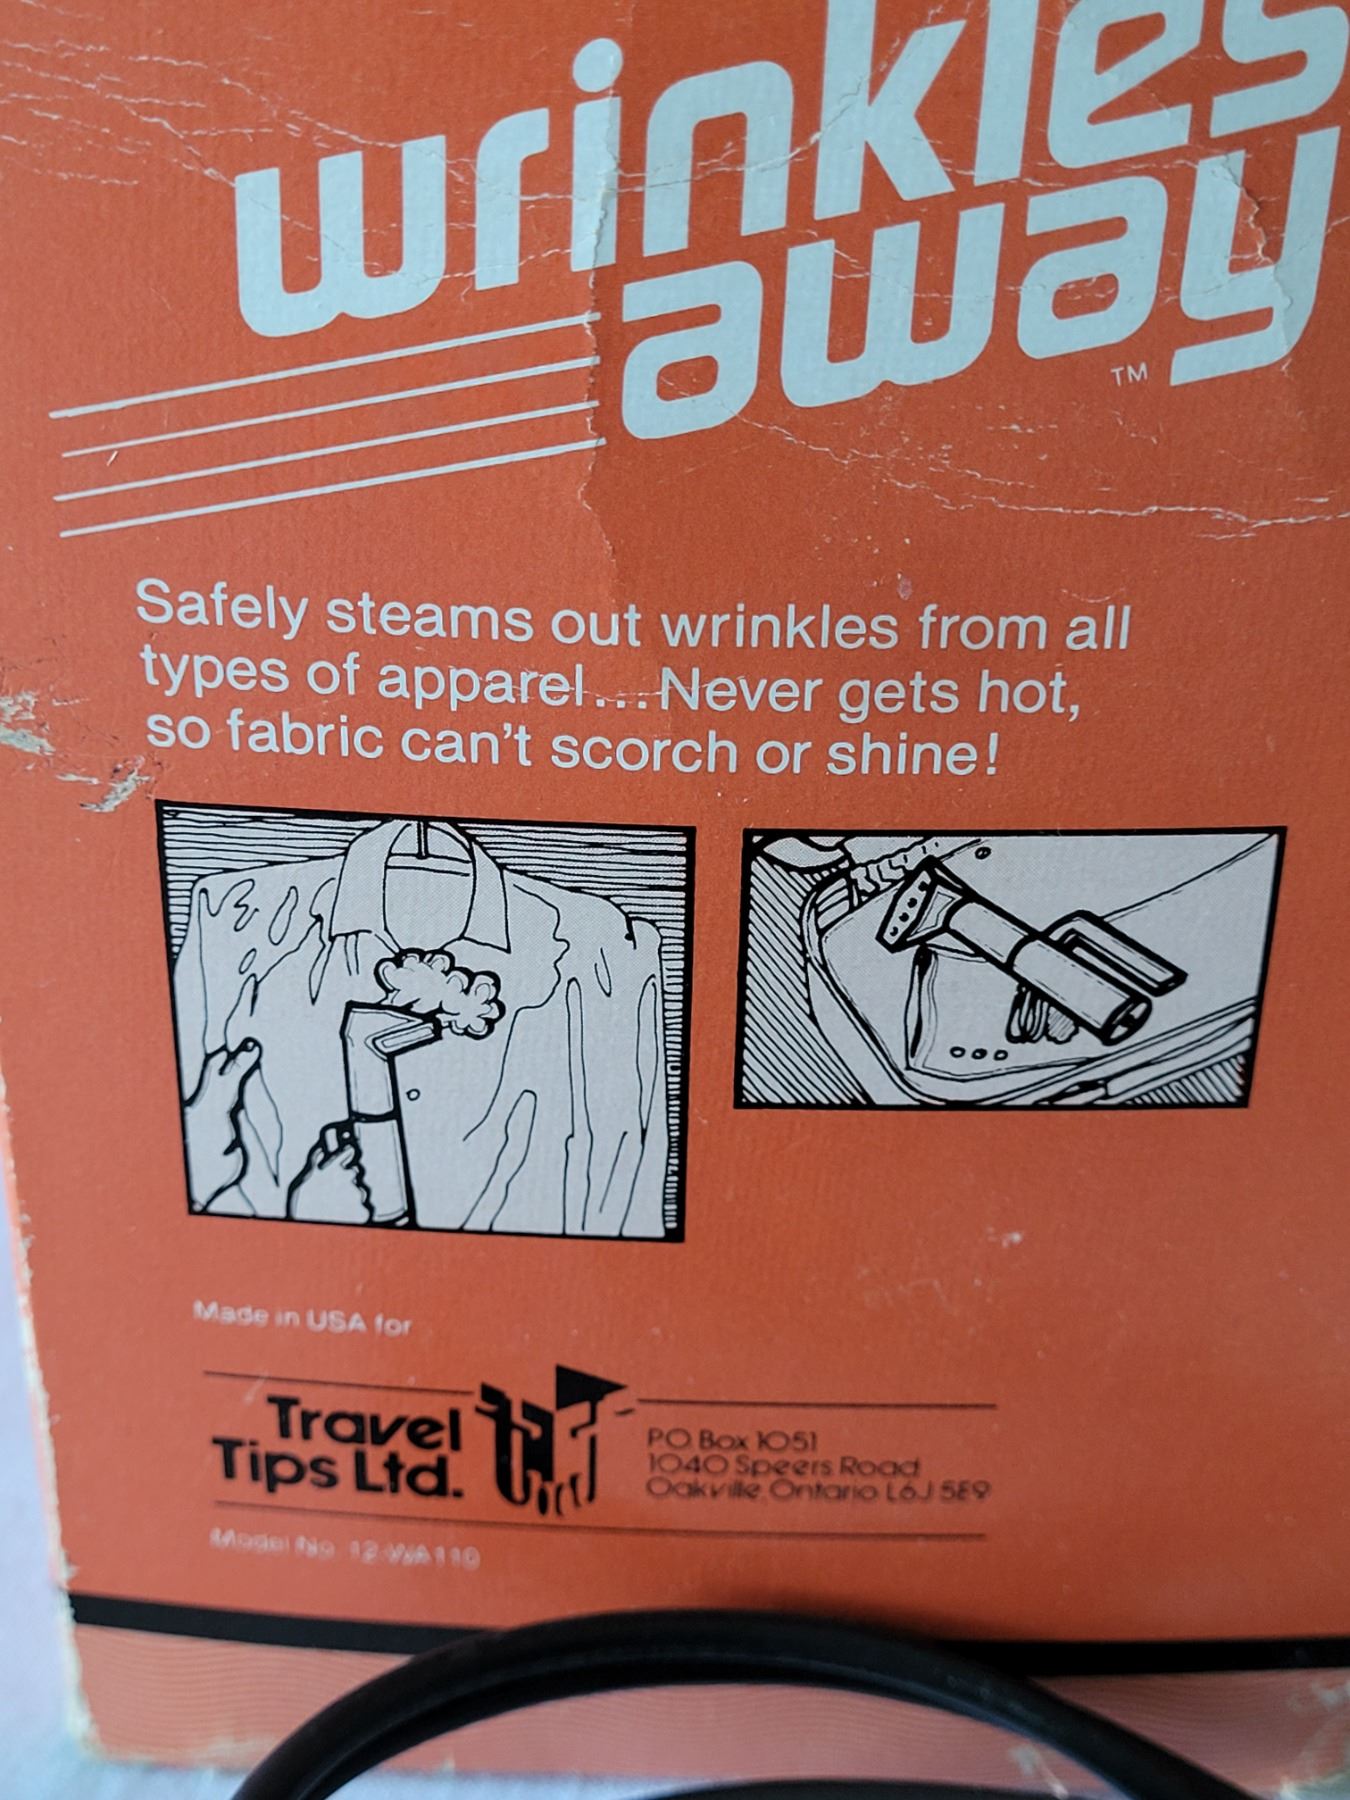 wrinkles
away
TM
Safely steams out wrinkles from all
types of apparel...Never gets hot,
so fabric can't scorch or shine!
Made in USA for
Travel
Tips Ltd.
P.O. Box 1051
1040 Speers Road
Oakville, Ontario L6J 5E9
Model No. 12-WA110